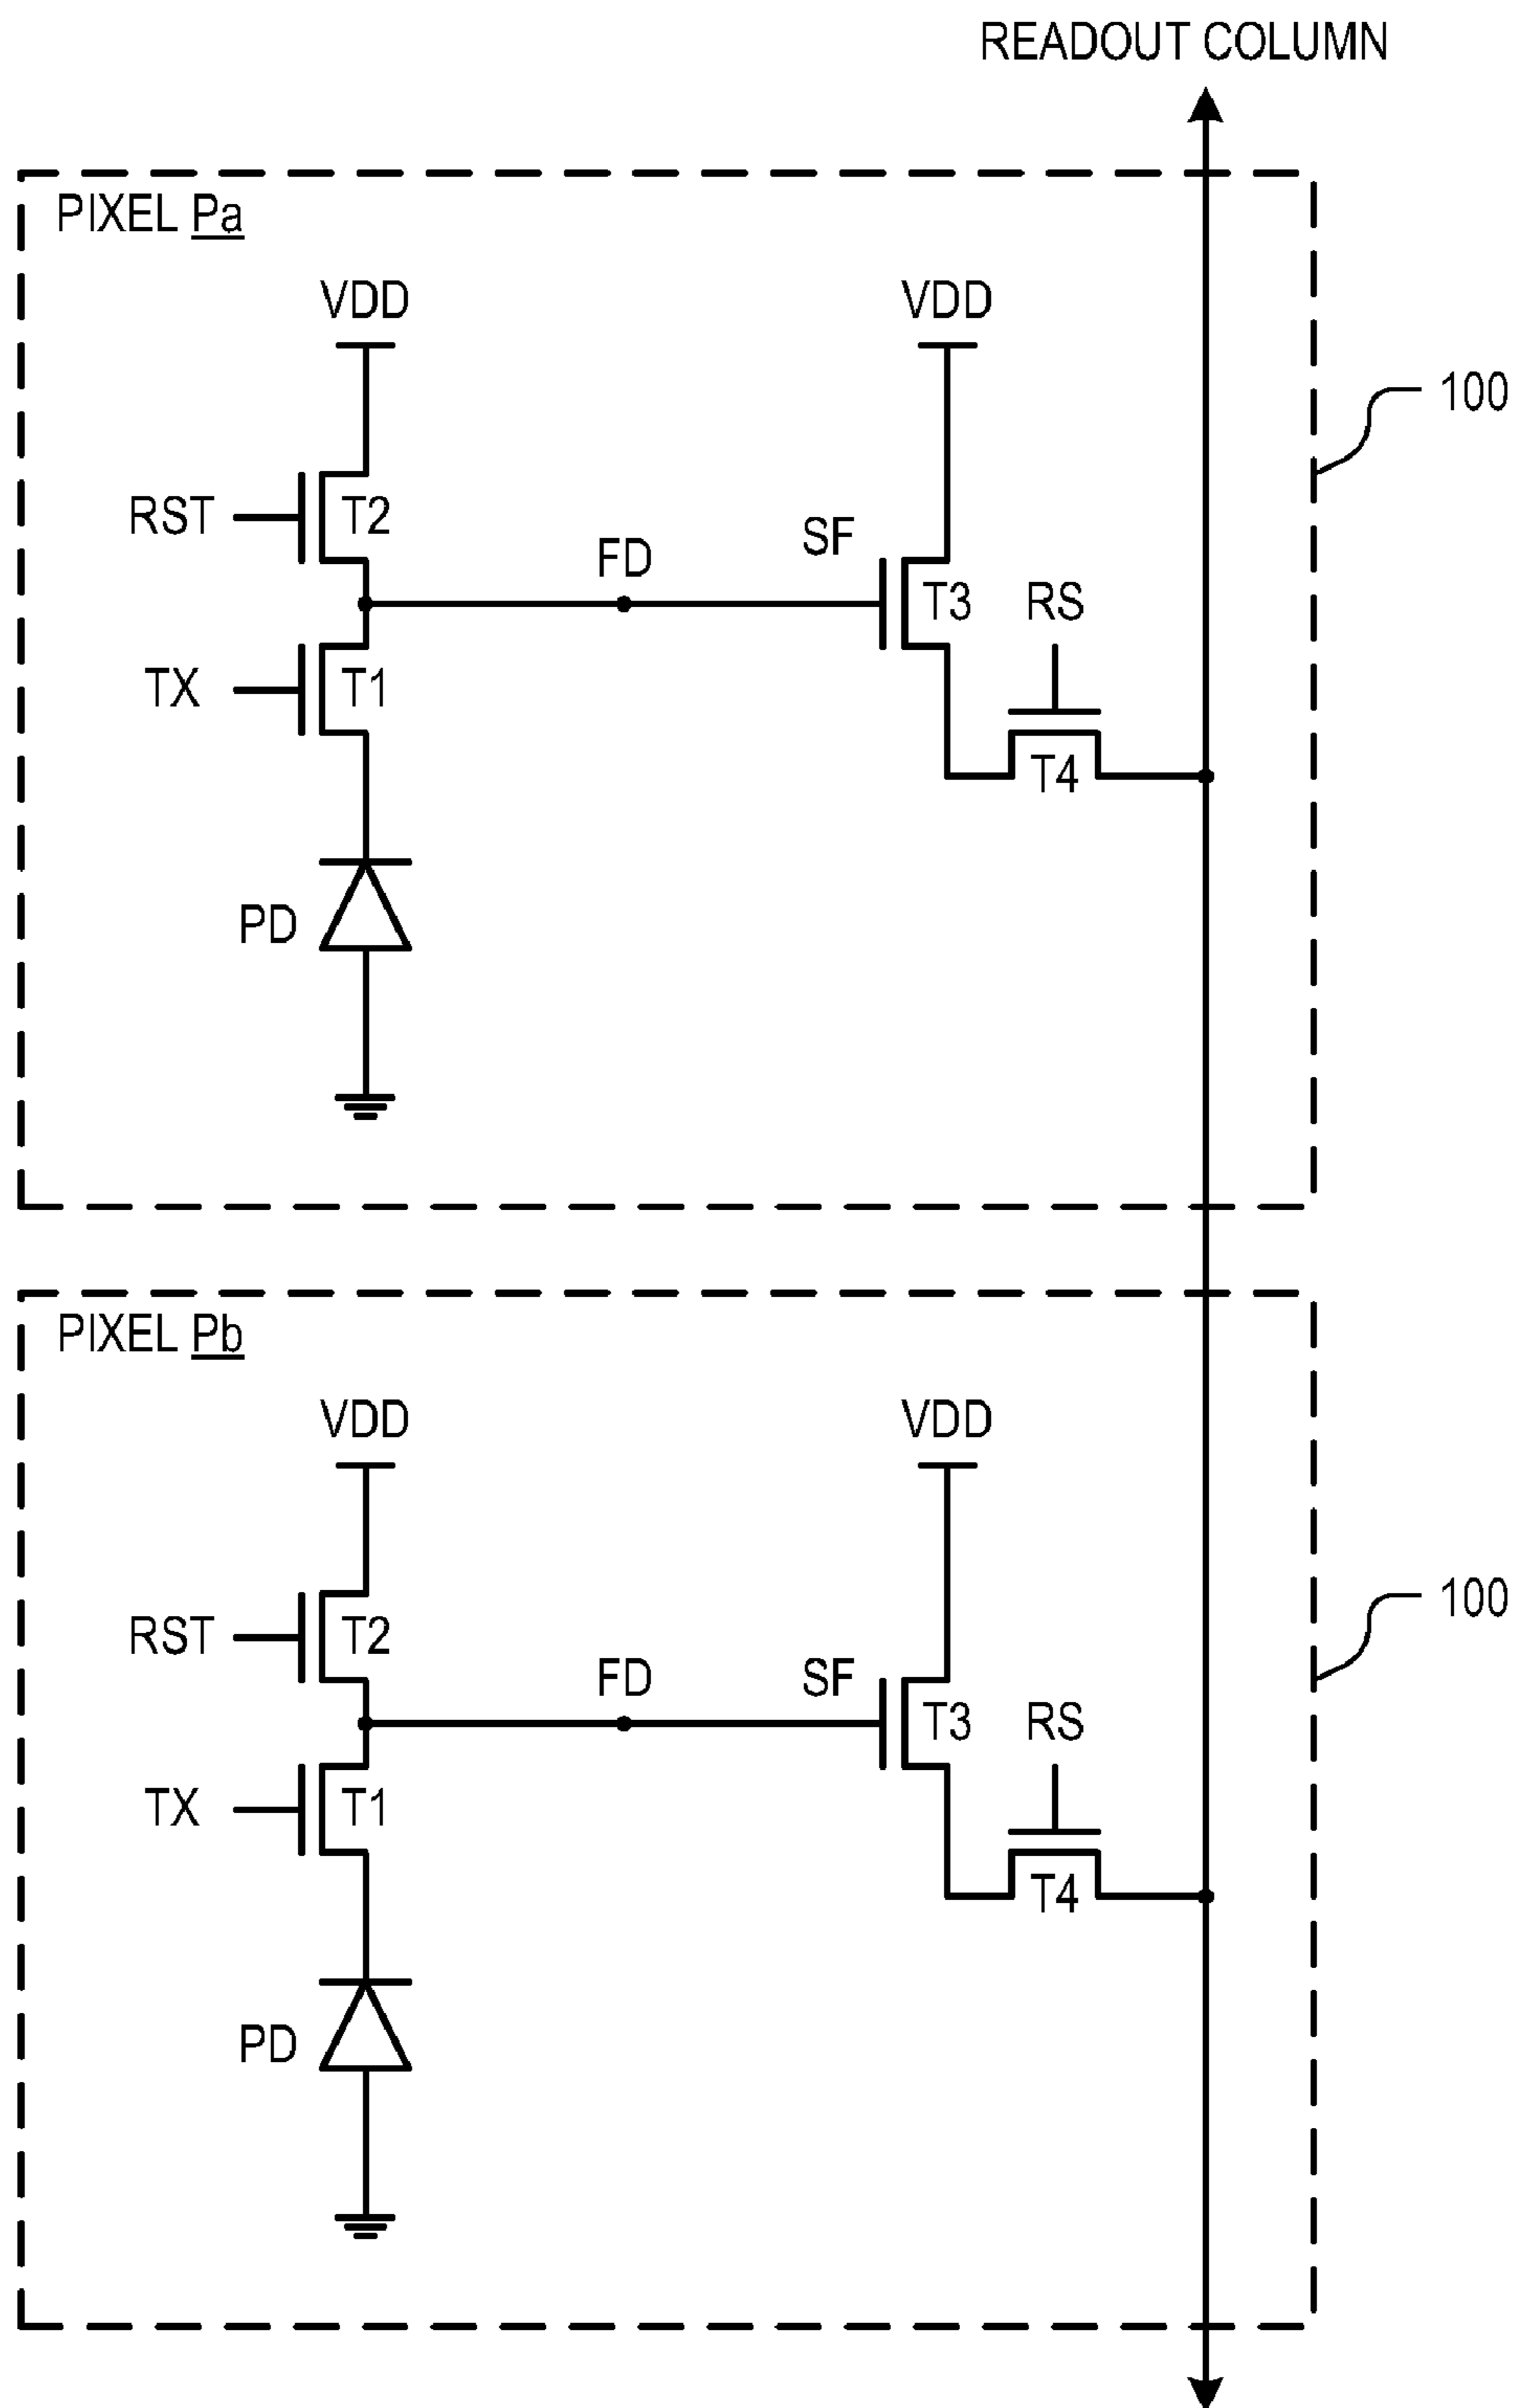 READOUT COLUMN
PIXEL Pa
VDD
VDD
100
RST
T2
FD
SF
T3
RS
TX
T1
T4
PD
PIXEL Pb
VDD
VDD
100
RST
T2
FD
SF
T3
RS
TX
T1
T4
PD